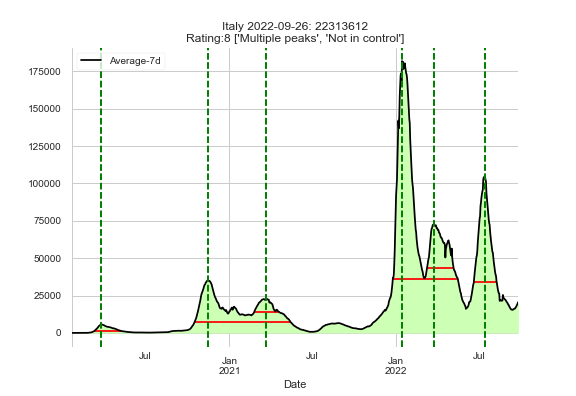 Italy 2022-09-26: 22313612
Rating:8 ['Multiple peaks', 'Not in control']
Average-7d
175000
150000
125000
100000
75000
50000
25000
0
Jul
Jan
2021
Jul
Jan
2022
Jul
Date